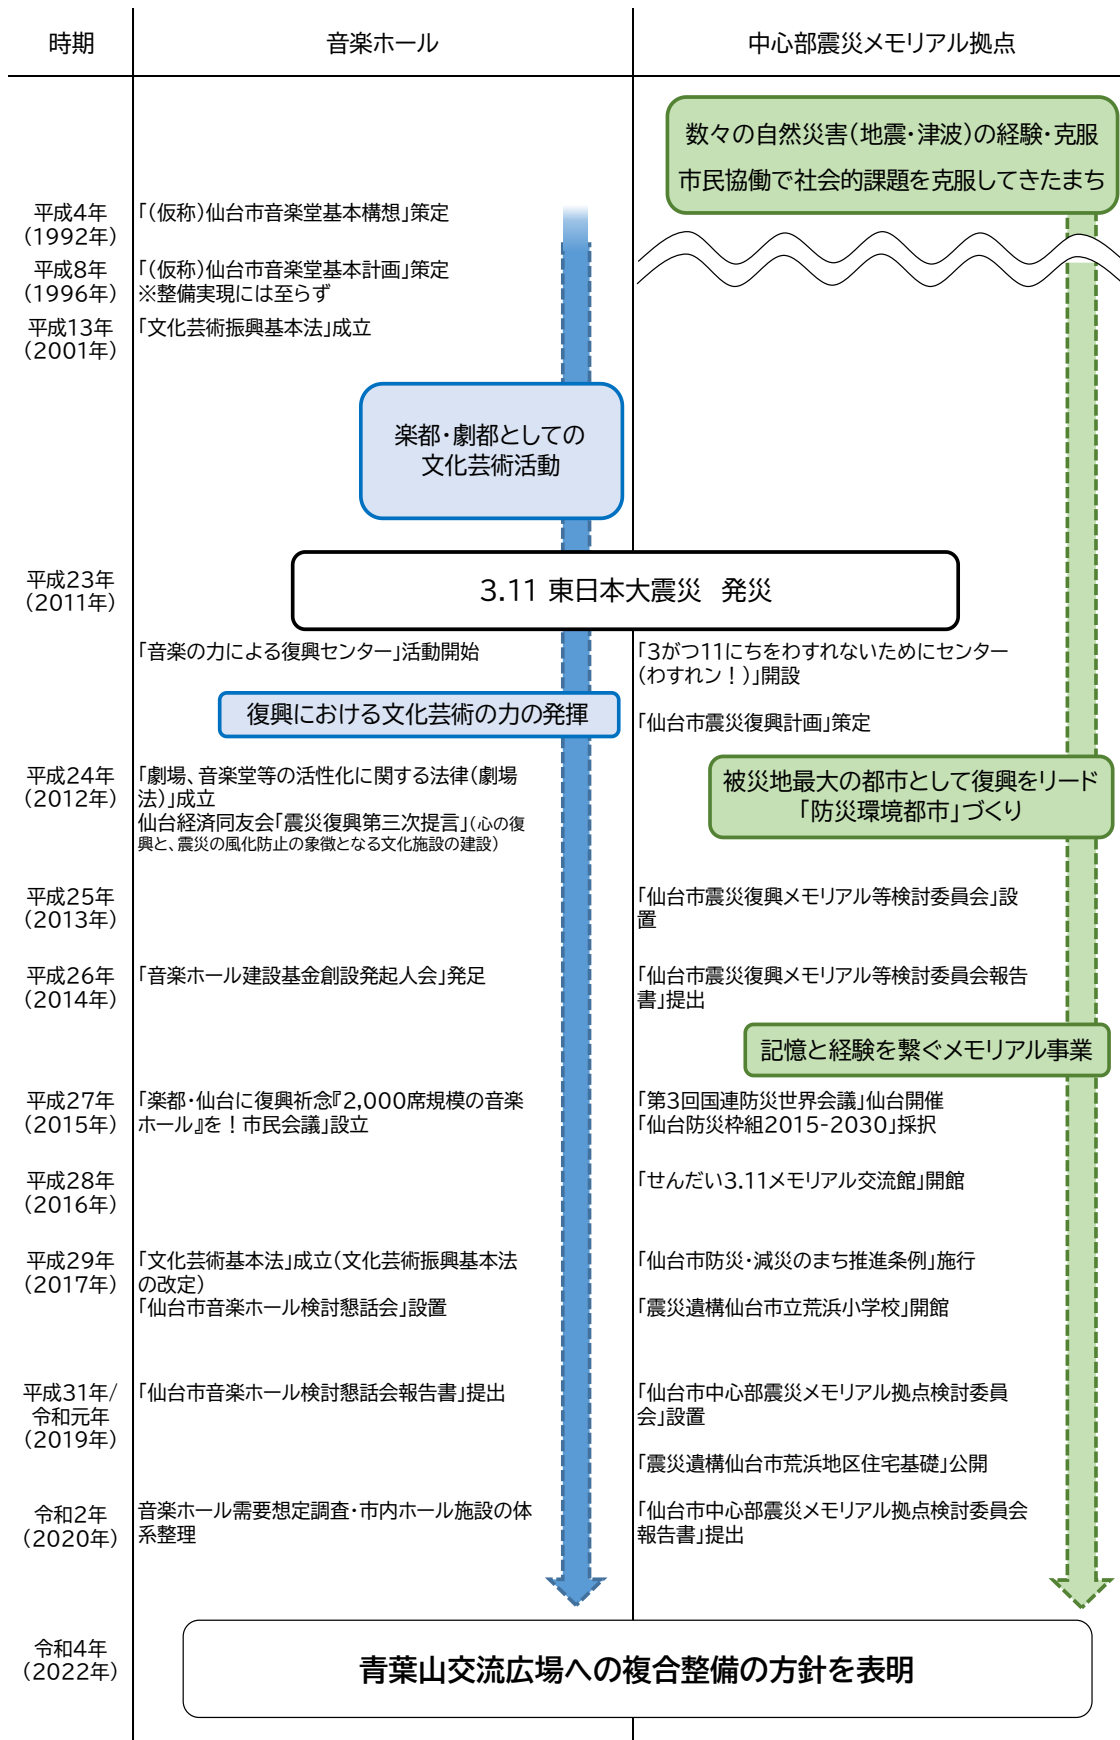 時期
音楽ホール
中心部震災メモリアル拠点
数々の自然災害（地震・津波）の経験・克服
市民協働で社会的課題を克服してきたまち
平成4年
（1992年）
「（仮称）仙台市音楽堂基本構想」策定
平成8年
（1996年）
「（仮称）仙台市音楽堂基本計画」策定
※整備実現には至らず
平成13年
（2001年）
「文化芸術振興基本法」成立
楽都・劇都としての
文化芸術活動
平成23年
（2011年）
3.11 東日本大震災　発災
「音楽の力による復興センター」活動開始
「3がつ11にちをわすれないためにセンター
（わすれン！）」開設
復興における文化芸術の力の発揮
「仙台市震災復興計画」策定
平成24年
（2012年）
「劇場、音楽堂等の活性化に関する法律（劇場
法）」成立
仙台経済同友会「震災復興第三次提言」（心の復
興と、震災の風化防止の象徴となる文化施設の建設）
被災地最大の都市として復興をリード
「防災環境都市」づくり
平成25年
（2013年）
「仙台市震災復興メモリアル等検討委員会」設
置
平成26年
（2014年）
「音楽ホール建設基金創設発起人会」発足
「仙台市震災復興メモリアル等検討委員会報告
書」提出
記憶と経験を繋ぐメモリアル事業
平成27年
（2015年）
「楽都・仙台に復興祈念『2,000席規模の音楽
ホール』を！市民会議」設立
「第3回国連防災世界会議」仙台開催
「仙台防災枠組2015-2030」採択
平成28年
（2016年）
「せんだい3.11メモリアル交流館」開館
平成29年
（2017年）
「文化芸術基本法」成立（文化芸術振興基本法
の改定）
「仙台市音楽ホール検討懇話会」設置
「仙台市防災・減災のまち推進条例」施行
「震災遺構仙台市立荒浜小学校」開館
平成31年/
令和元年
（2019年）
「仙台市音楽ホール検討懇話会報告書」提出
「仙台市中心部震災メモリアル拠点検討委員
会」設置
「震災遺構仙台市荒浜地区住宅基礎」公開
令和2年
（2020年）
音楽ホール需要想定調査・市内ホール施設の体
系整理
「仙台市中心部震災メモリアル拠点検討委員会
報告書」提出
令和4年
（2022年）
青葉山交流広場への複合整備の方針を表明